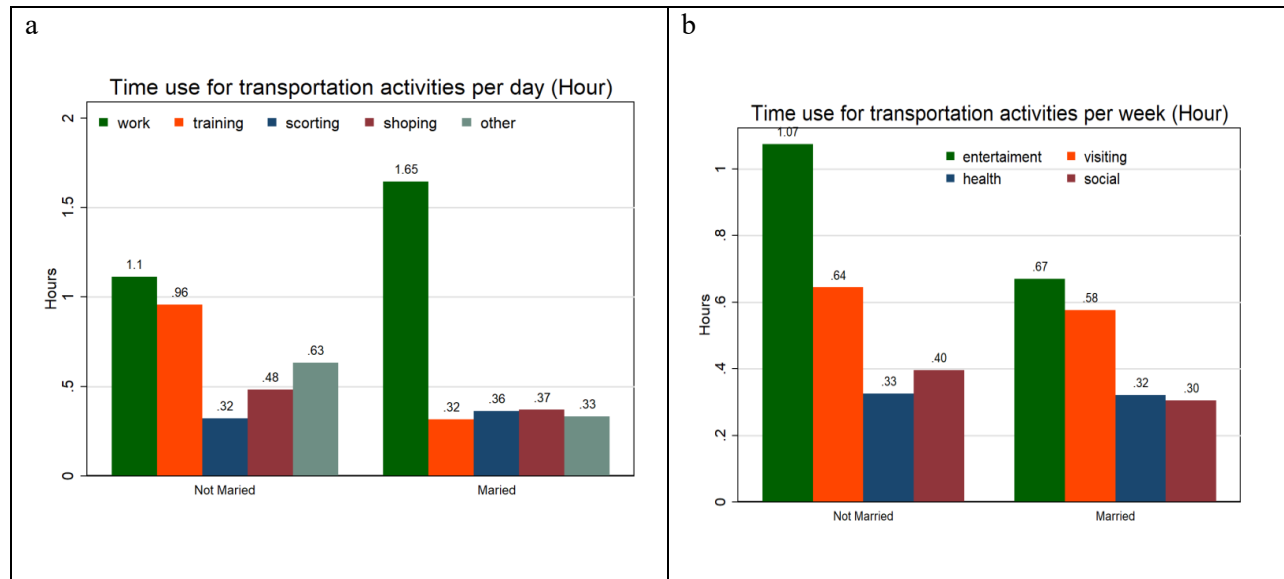 a
Time use for transportation activities per day (Hour)
work training scorting shoping other
Hours
2
1.5
1
.5
0
1.1
.96
.32
.48
.63
1.65
.32
.36
.37
.33
Not Maried
Maried
b
Time use for transportation activities per week (Hour)
entertaiment visiting
health social
Hours
1
.8
.6
.4
.2
0
1.07
.64
.33
.40
.67
.58
.32
.30
Not Married
Married